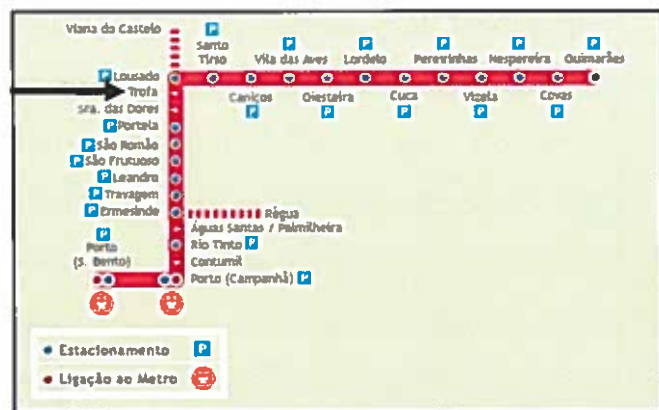 Viana do Castelo
Santo
Tirso
Vila das Aves
Lordelo
Pereirinhas
Nespereira
Guimarães
Lousado
Trofa
Caniços
Giesteira
Cuca
Vizela
Covas
Sra. das Dores
Portela
São Romão
São Frutuoso
Leandro
Travagem
Ermesinde
Régua
Águas Santas / Palmilheira
Porto
(S. Bento)
Rio Tinto
Contumil
Porto (Campanhã)
Estacionamento P
Ligação ao Metro